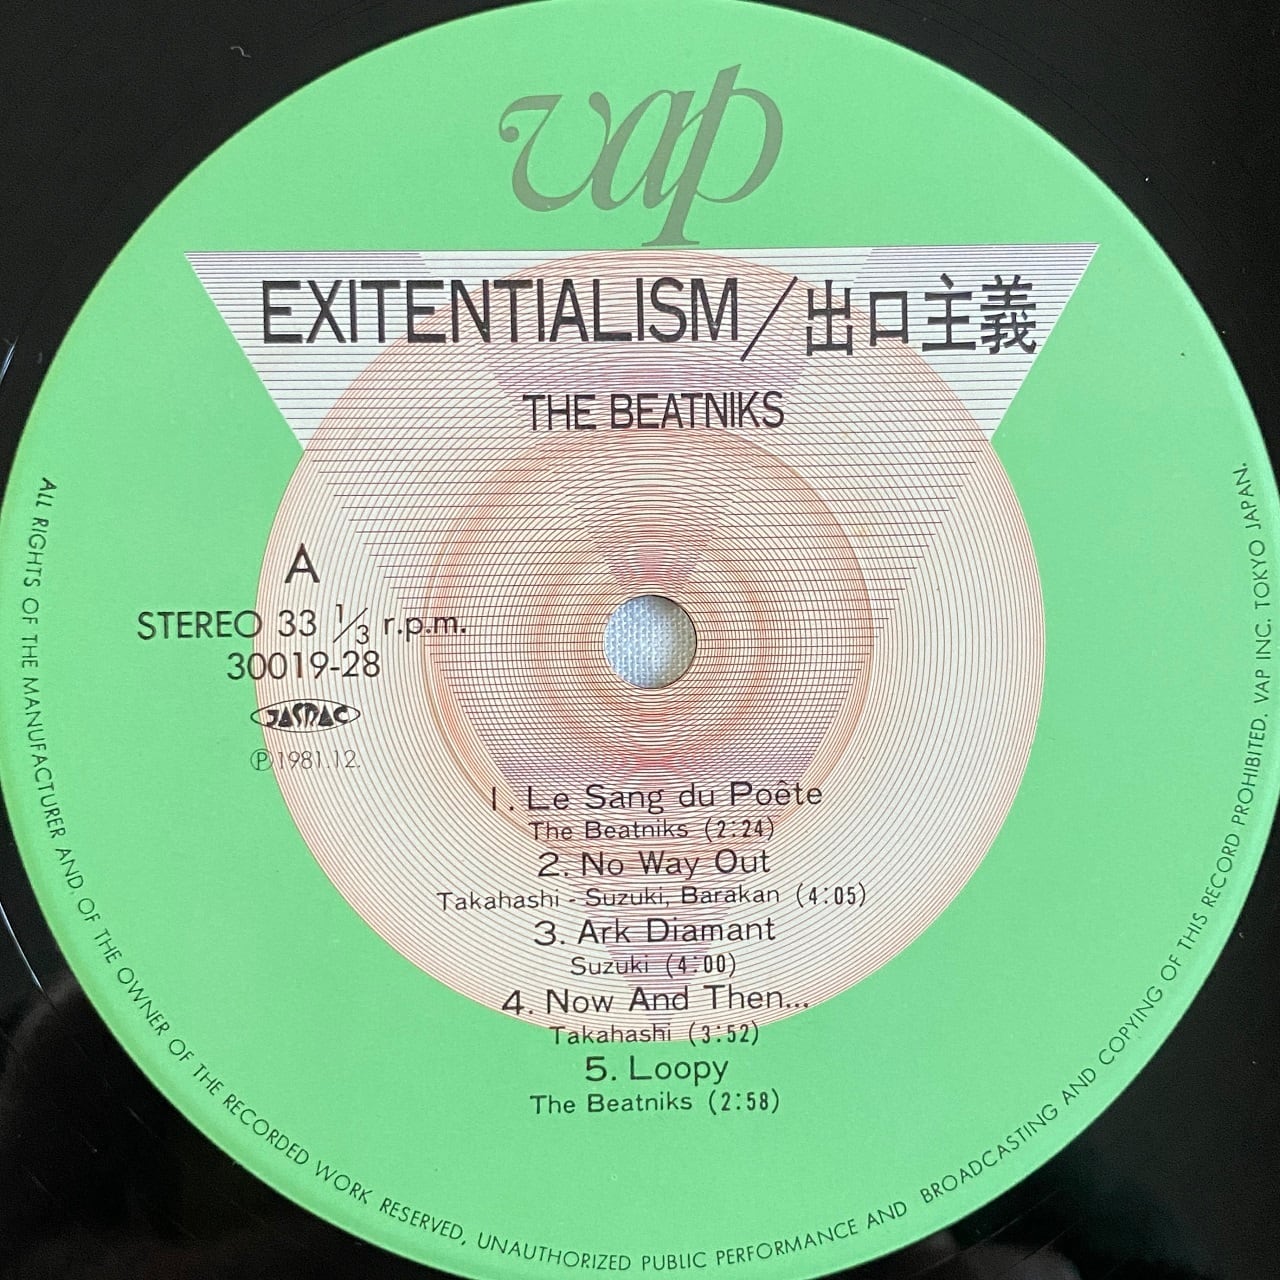 vap
EXITENTIALISM/出口主義
THE BEATNIKS
A
STEREO 33 1/3 r.p.m.
30019-28
JASRAC
℗1981.12.
1. Le Sang du Poête
The Beatniks (2:24)
2. No Way Out
Takahashi - Suzuki, Barakan (4:05)
3. Ark Diamant
Suzuki (4:00)
4. Now And Then...
Takahashi (3:52)
5. Loopy
The Beatniks (2:58)
ALL RIGHTS OF THE MANUFACTURER AND OF THE OWNER OF THE RECORDED WORK RESERVED, UNAUTHORIZED PUBLIC PERFORMANCE AND BROADCASTING AND COPYING OF THIS RECORD PROHIBITED. VAP INC. TOKYO JAPAN.